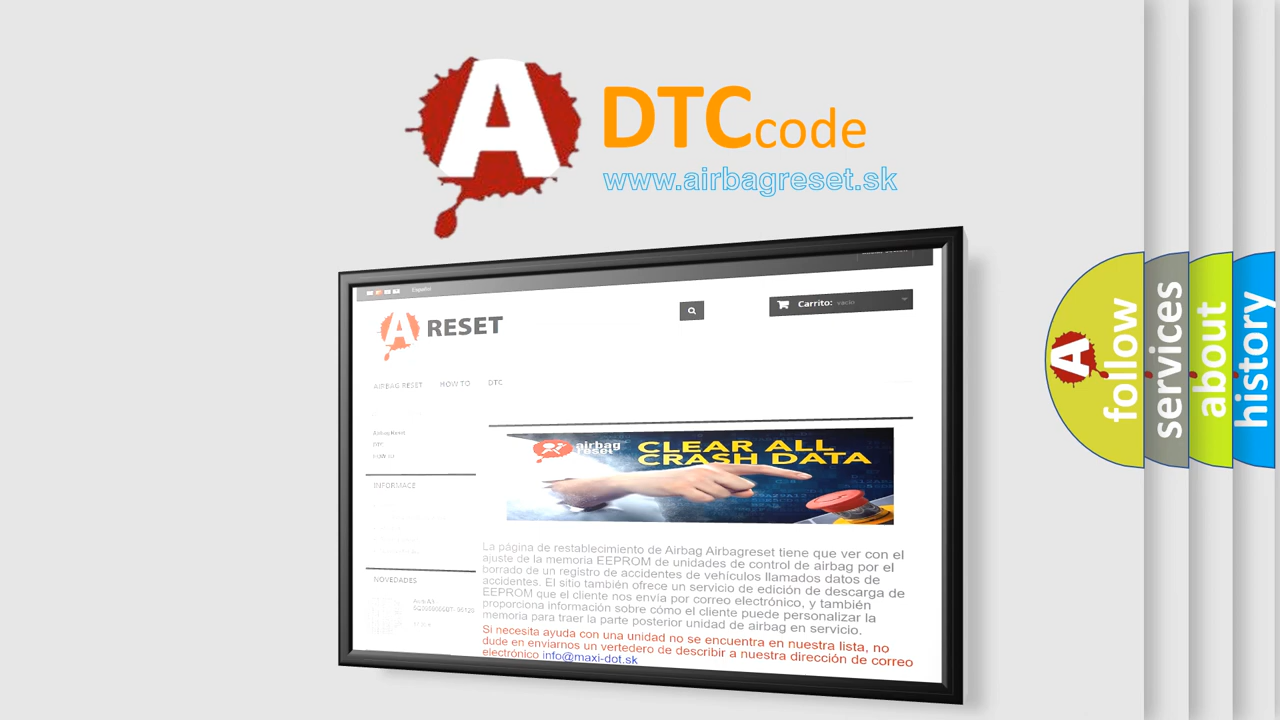 A
DTCcode
www.airbagreset.sk
Español
A RESET
Carrito: vacío
AIRBAG RESET HOW TO DTC
Airbag Reset
DTC
INFORMACE
NOVEDADES
airbag
reset
CLEAR ALL
CRASH DATA
La página de restablecimiento de Airbag Airbagreset tiene que ver con el
ajuste de la memoria EEPROM de unidades de control de airbag por el
borrado de un registro de accidentes de vehículos llamados datos de
accidentes. El sitio también ofrece un servicio de edición de descarga de
EEPROM que el cliente nos envía por correo electrónico, y también
proporciona información sobre cómo el cliente puede personalizar la
memoria para traer la parte posterior unidad de airbag en servicio.
Si necesita ayuda con una unidad no se encuentra en nuestra lista, no
dude en enviarnos un vertedero de describir a nuestra dirección de correo
electrónico info@maxi-dot.sk
A
follow
services
about
history